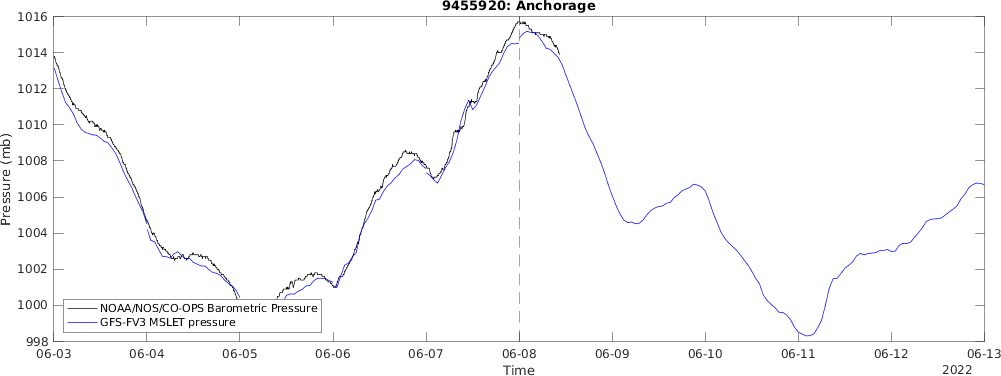 9455920: Anchorage
1016
1014
1012
1010
1008
1006
1004
1002
1000
998
Pressure (mb)
NOAA/NOS/CO-OPS Barometric Pressure
GFS-FV3 MSLET pressure
06-03 06-04 06-05 06-06 06-07 06-08 06-09 06-10 06-11 06-12 06-13
Time
2022